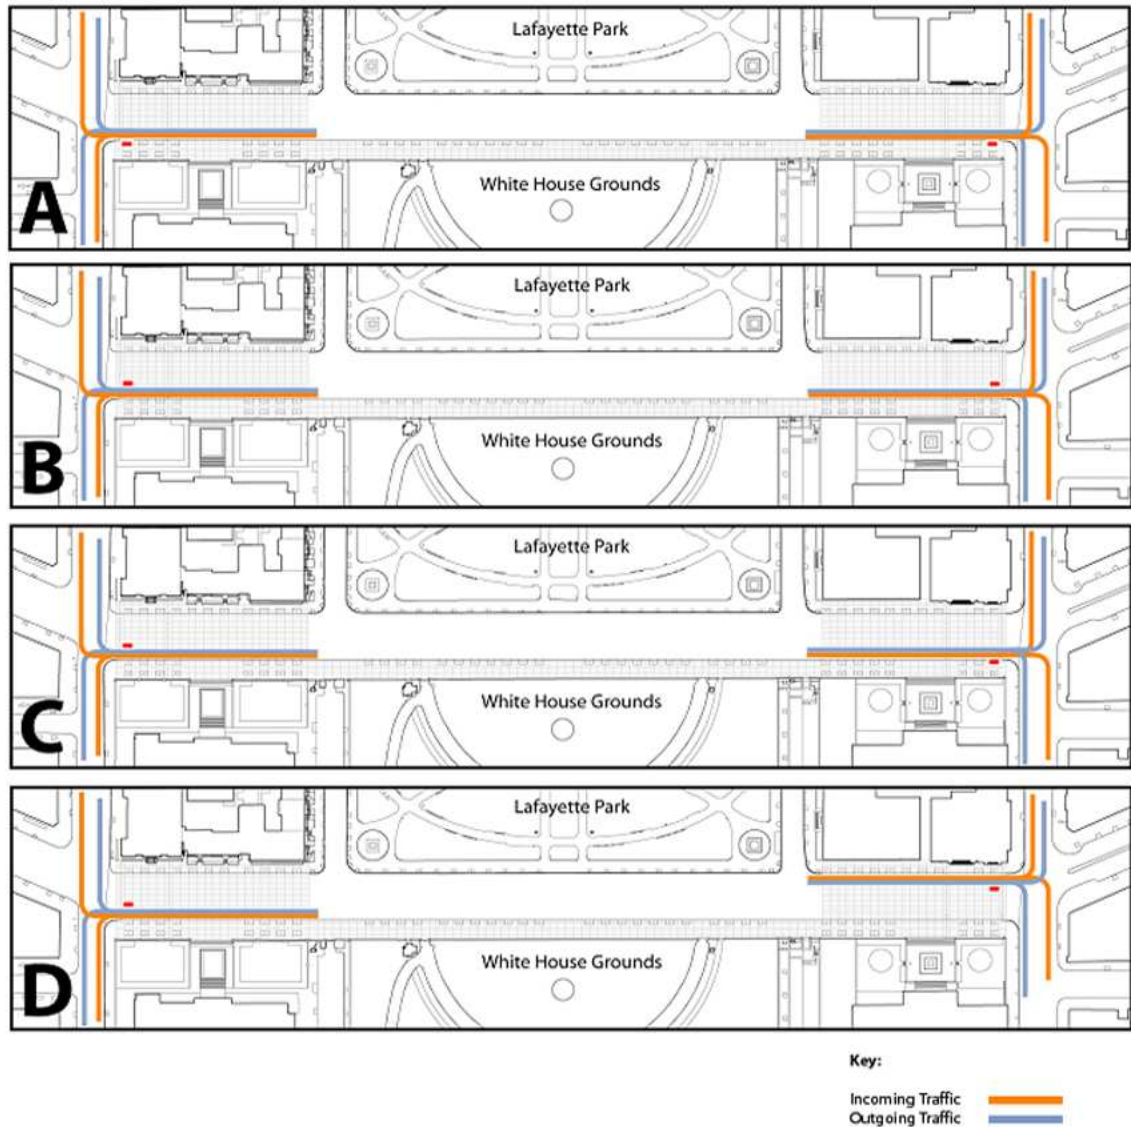 Lafayette Park
White House Grounds
A
Lafayette Park
White House Grounds
B
Lafayette Park
White House Grounds
C
Lafayette Park
White House Grounds
D
Key:
Incoming Traffic
Outgoing Traffic